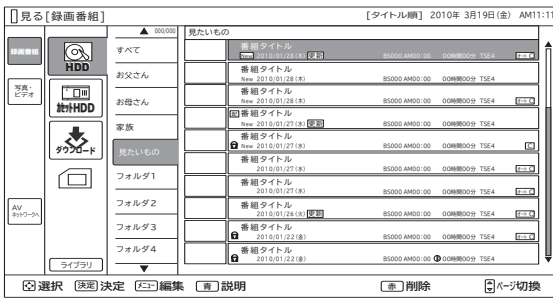 見る[録画番組] [タイトル順] 2010年 3月19日(金) AM11:11
▲ 000/000 見たいもの
録画番組
写真・ビデオ
AVネットワークへ
HDD
HDD
ダウンロード
ライブラリ
すべて
お父さん
お母さん
家族
見たいもの
フォルダ1
フォルダ2
フォルダ3
フォルダ4
▼
番組タイトル
New 2010/01/28(木) 更新 BS000 AM00:00 00時間00分 TSE4
番組タイトル
New 2010/01/28(木) BS000 AM00:00 00時間00分 TSE4
番組タイトル
New 2010/01/28(木) BS000 AM00:00 00時間00分 TSE4
番組タイトル
New 2010/01/27(水) 更新 BS000 AM00:00 00時間00分 TSE4
番組タイトル
New 2010/01/27(水) BS000 AM00:00 00時間00分 TSE4
番組タイトル
2010/01/27(水) BS000 AM00:00 00時間00分 TSE4
番組タイトル
2010/01/27(水) BS000 AM00:00 00時間00分 TSE4
番組タイトル
2010/01/26(火) 更新 BS000 AM00:00 00時間00分 TSE4
番組タイトル
2010/01/22(金) BS000 AM00:00 00時間00分 TSE4
番組タイトル
2010/01/22(金) BS000 AM00:00 00時間00分 TSE4
選択 決定 決定 メニュー 編集 青 説明 赤 削除 ページ切換